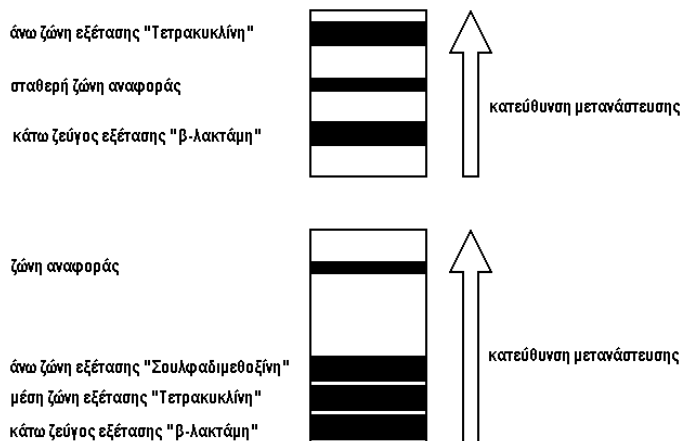 άνω ζώνη εξέτασης "Τετρακυκλίνη"
σταθερή ζώνη αναφοράς
κατεύθυνση μετανάστευσης
κάτω ζεύγος εξέτασης "β-λακτάμη"
ζώνη αναφοράς
κατεύθυνση μετανάστευσης
άνω ζώνη εξέτασης "Σουλφαδιμεθοξίνη"
μέση ζώνη εξέτασης "Τετρακυκλίνη"
κάτω ζεύγος εξέτασης "β-λακτάμη"